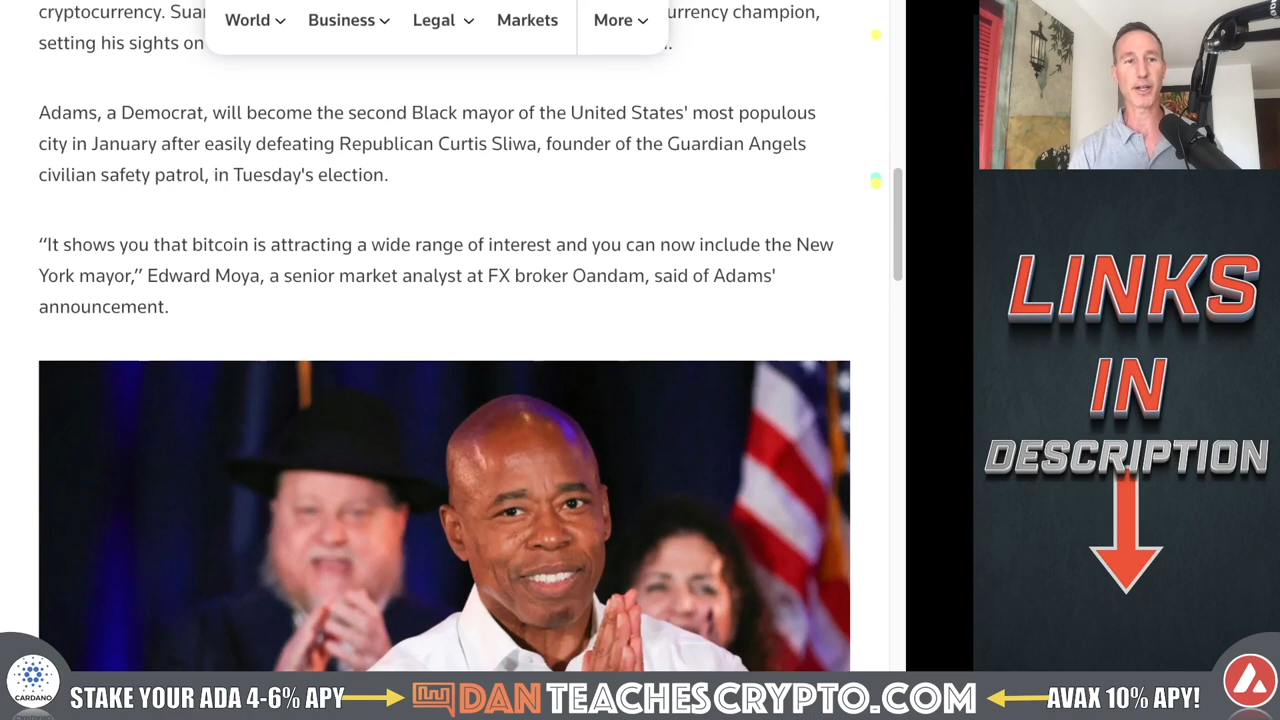 cryptocurrency.
urrency champion,
World Business Legal Markets More
setting his sights on
Adams, a Democrat, will become the second Black mayor of the United States' most populous
city in January after easily defeating Republican Curtis Sliwa, founder of the Guardian Angels
civilian safety patrol, in Tuesday's election.
“It shows you that bitcoin is attracting a wide range of interest and you can now include the New
York mayor,” Edward Moya, a senior market analyst at FX broker Oandam, said of Adams'
announcement.
LINKS
IN
DESCRIPTION
CARDANO
STAKE YOUR ADA 4-6% APY
DANTEACHESCRYPTO.COM
AVAX 10% APY!